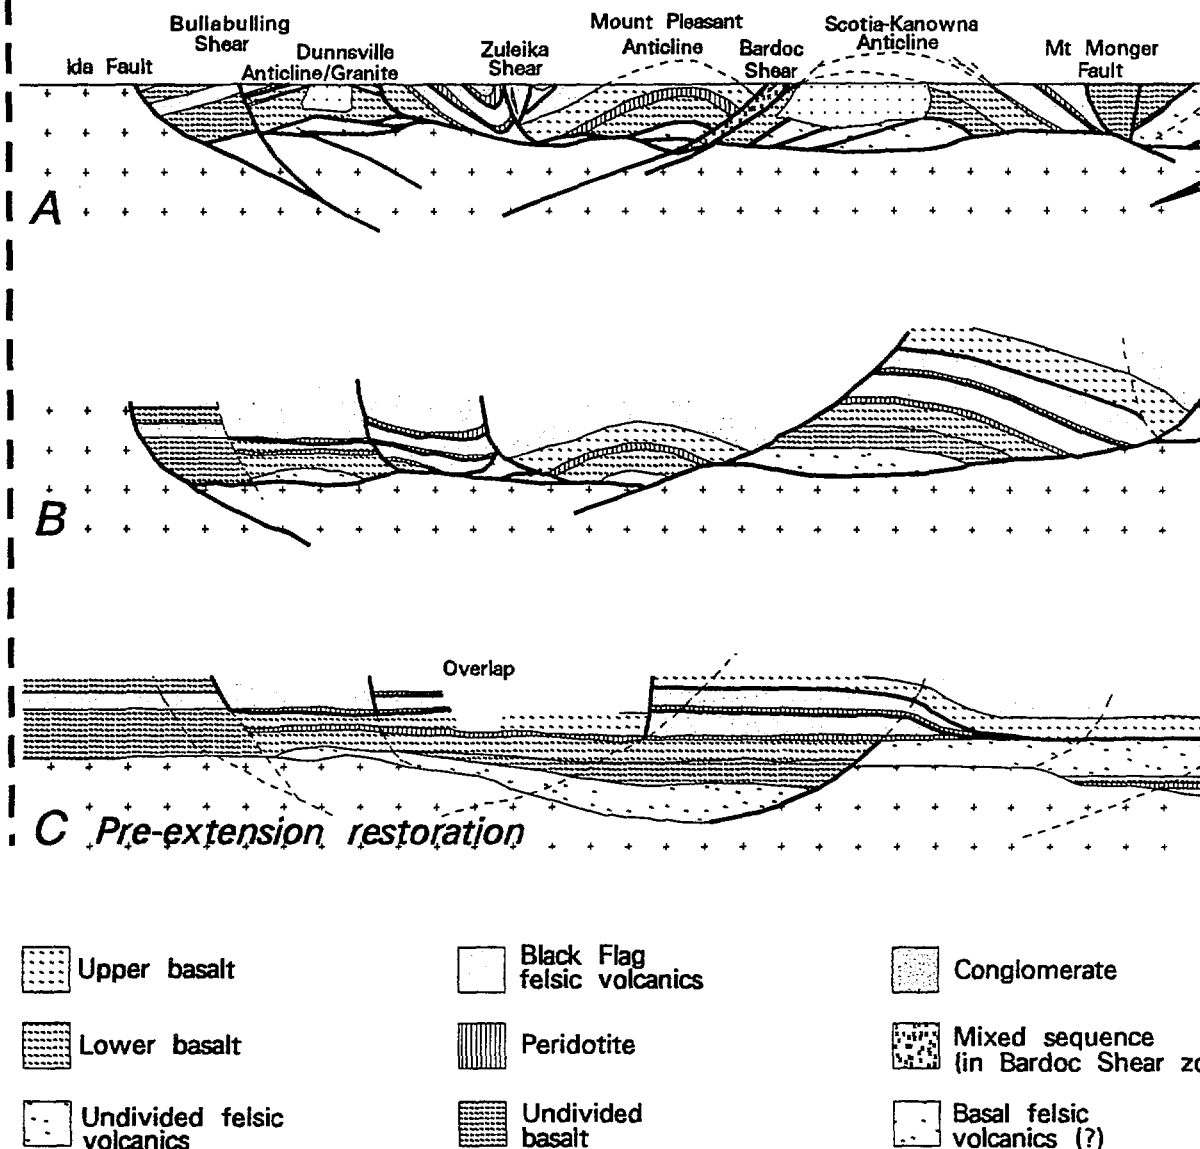 Bullabulling
Shear
Mount Pleasant
Anticline
Scotia-Kanowna
Anticline
Ida Fault
Dunnsville
Anticline/Granite
Zuleika
Shear
Bardoc
Shear
Mt Monger
Fault
A
B
Overlap
C Pre-extension restoration
Upper basalt
Black Flag
felsic volcanics
Conglomerate
Lower basalt
Peridotite
Mixed sequence
(in Bardoc Shear zo
Undivided felsic
volcanics
Undivided
basalt
Basal felsic
volcanics (?)